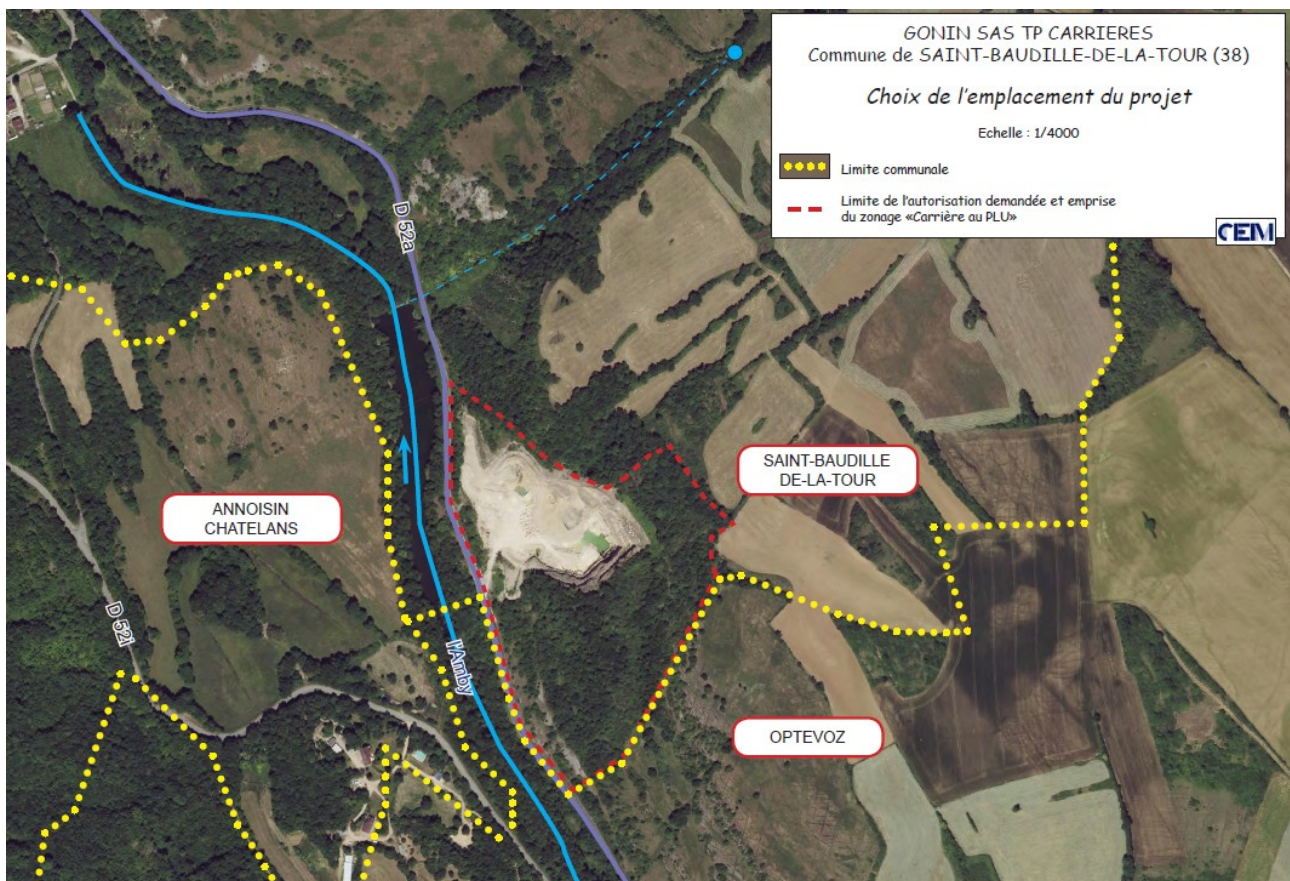 GONIN SAS TP CARRIERES
Commune de SAINT-BAUDILLE-DE-LA-TOUR (38)
Choix de l'emplacement du projet
Echelle : 1/4000
Limite communale
Limite de l'autorisation demandée et emprise
du zonage «Carrière au PLU»
CEM
D 52a
SAINT-BAUDILLE
DE-LA-TOUR
ANNOISIN
CHATELANS
D 52i
l'Amby
OPTEVOZ